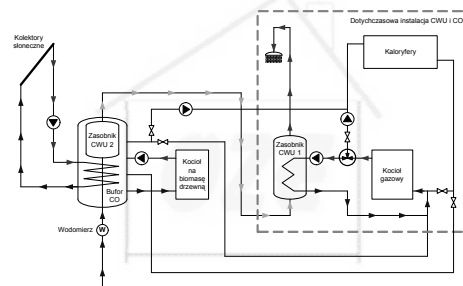 Dotychczasowa instalacja CWU i CO
Kolektory
słoneczne
Kaloryfery
Zasobnik
CWU 2
Zasobnik
CWU 1
Kocioł
na
biomasę
drzewną
Kocioł
gazowy
Bufor
CO
Wodomierz
W